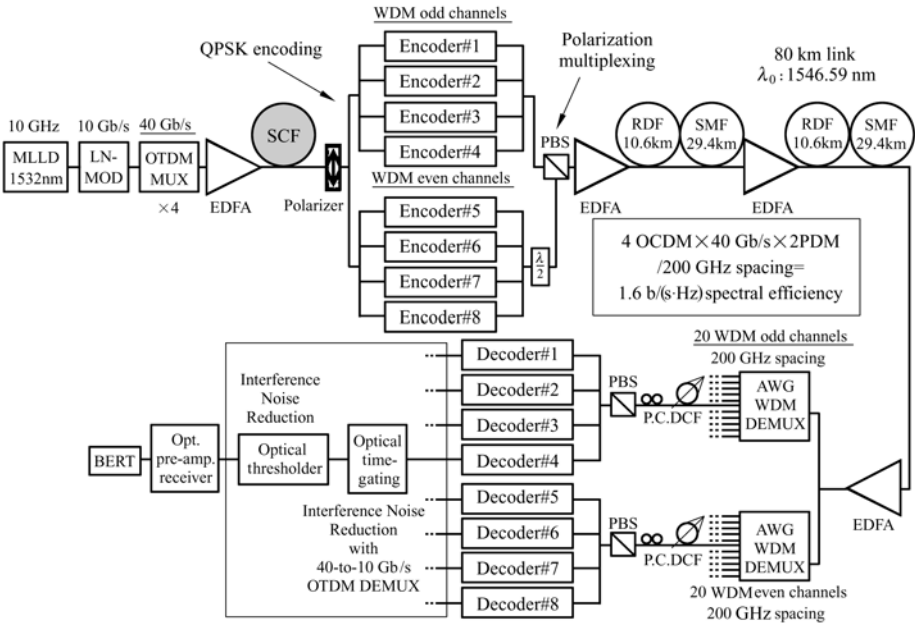 WDM odd channels
QPSK encoding
Encoder#1
Encoder#2
Encoder#3
Encoder#4
Polarization
multiplexing
80 km link
λ0: 1546.59 nm
10 GHz
10 Gb/s
40 Gb/s
MLLD
1532nm
LN-
MOD
OTDM
MUX
×4
EDFA
SCF
Polarizer
WDM even channels
Encoder#5
Encoder#6
Encoder#7
Encoder#8
λ
2
PBS
EDFA
RDF
10.6km
SMF
29.4km
EDFA
RDF
10.6km
SMF
29.4km
4 OCDM×40 Gb/s×2PDM
/200 GHz spacing=
1.6 b/(s·Hz) spectral efficiency
20 WDM odd channels
200 GHz spacing
AWG
WDM
DEMUX
P.C.DCF
PBS
Decoder#1
Decoder#2
Decoder#3
Decoder#4
Interference
Noise
Reduction
BERT
Opt.
pre-amp.
receiver
Optical
thresholder
Optical
time-
gating
Interference Noise
Reduction
with
40-to-10 Gb/s
OTDM DEMUX
Decoder#5
Decoder#6
Decoder#7
Decoder#8
PBS
P.C.DCF
AWG
WDM
DEMUX
EDFA
20 WDM even channels
200 GHz spacing